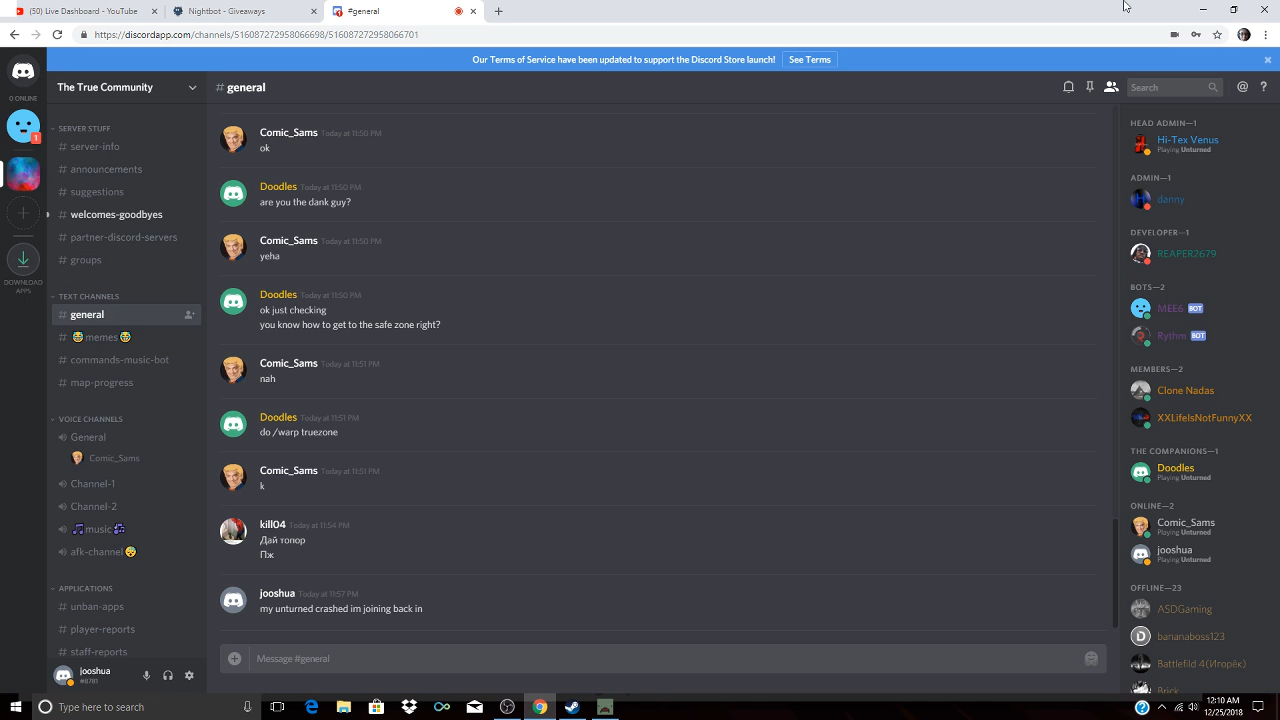 (50) Live Dashboard - YouTube
Nightbot - Giveaways
#general
https://discordapp.com/channels/516087272958066698/516087272958066701
Our Terms of Service have been updated to support the Discord Store launch!
See Terms
0 ONLINE
1
DOWNLOAD
APPS
The True Community
SERVER STUFF
# server-info
# announcements
# suggestions
# welcomes-goodbyes
# partner-discord-servers
# groups
TEXT CHANNELS
# general
# 😂memes😂
# commands-music-bot
# map-progress
VOICE CHANNELS
General
Comic_Sams
Channel-1
Channel-2
🎵music🎶
afk-channel😴
APPLICATIONS
# unban-apps
# player-reports
# staff-reports
jooshua
#8781
# general
Search
Comic_Sams Today at 11:50 PM
ok
Doodles Today at 11:50 PM
are you the dank guy?
Comic_Sams Today at 11:50 PM
yeha
Doodles Today at 11:50 PM
ok just checking
you know how to get to the safe zone right?
Comic_Sams Today at 11:51 PM
nah
Doodles Today at 11:51 PM
do /warp truezone
Comic_Sams Today at 11:51 PM
k
kill04 Today at 11:54 PM
Дай топор
Пж
jooshua Today at 11:57 PM
my unturned crashed im joining back in
Message #general
HEAD ADMIN—1
Hi-Tex Venus
Playing Unturned
ADMIN—1
danny
DEVELOPER—1
REAPER2679
BOTS—2
MEE6 BOT
Rythm BOT
MEMBERS—2
Clone Nadas
XXLifeIsNotFunnyXX
THE COMPANIONS—1
Doodles
Playing Unturned
ONLINE—2
Comic_Sams
Playing Unturned
jooshua
Playing Unturned
OFFLINE—23
ASDGaming
bananaboss123
Battlefild 4(Игорёк)
Brick
Type here to search
12:10 AM
12/25/2018